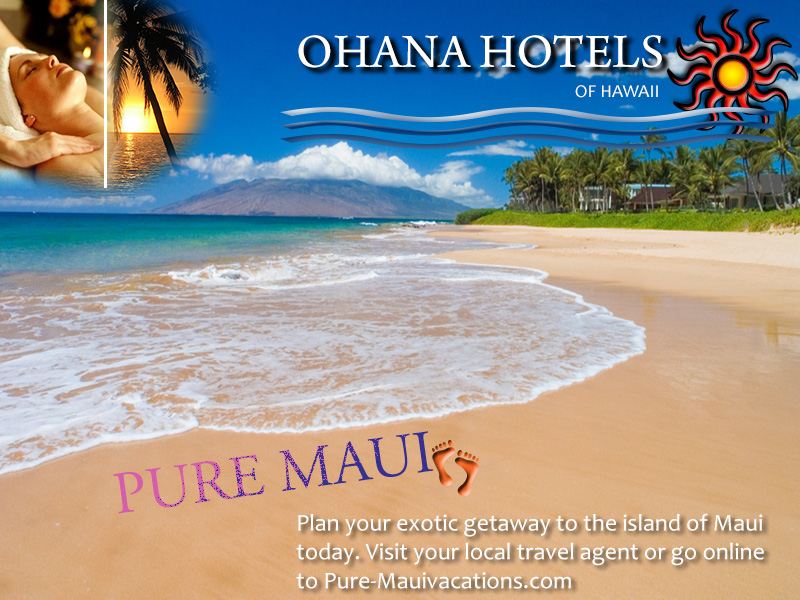 OHANA HOTELS
OF HAWAII
PURE MAUI
Plan your exotic getaway to the island of Maui
today. Visit your local travel agent or go online
to Pure-Mauivacations.com